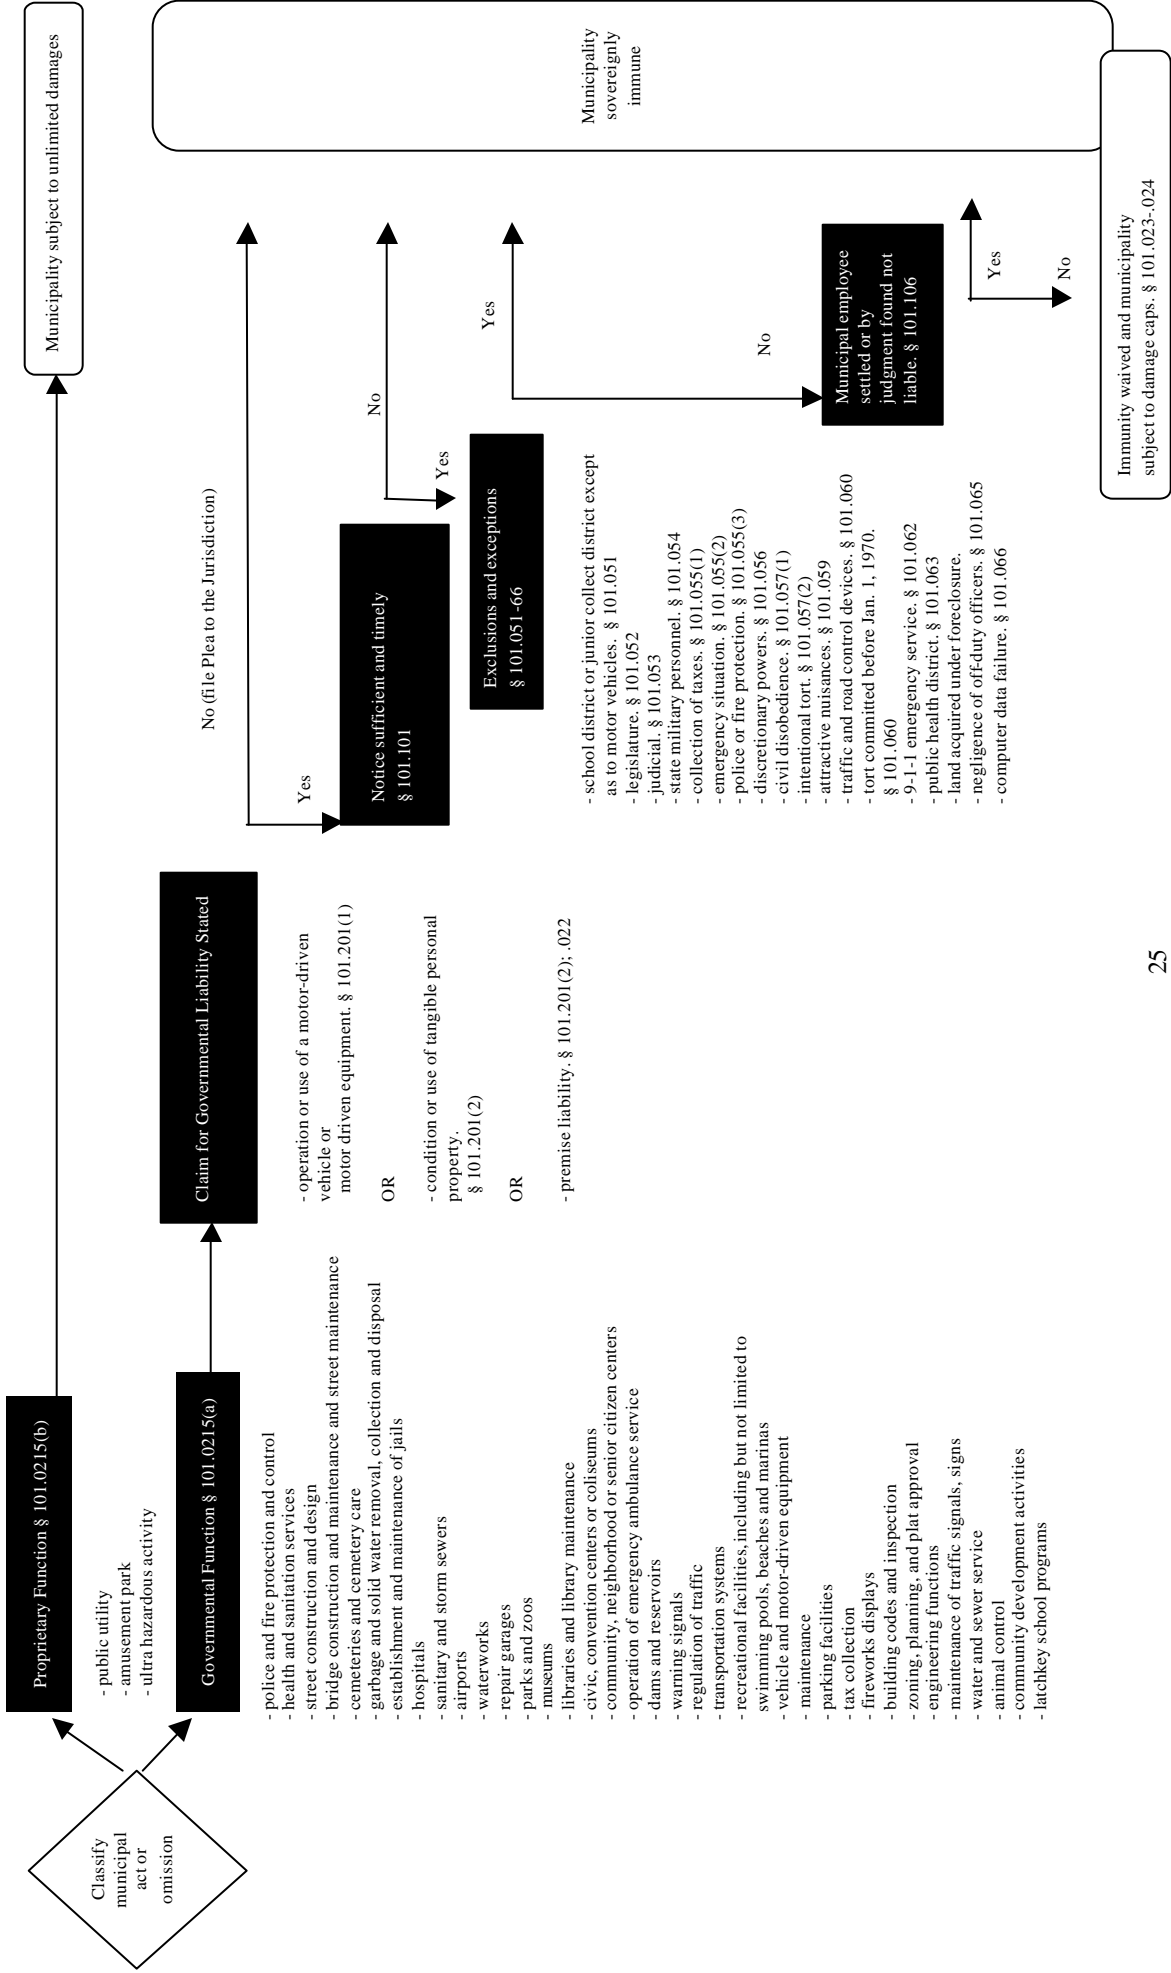 Classify
municipal
act or
omission
Proprietary Function § 101.0215(b)
- public utility
- amusement park
- ultra hazardous activity
Municipality subject to unlimited damages
Governmental Function § 101.0215(a)
- police and fire protection and control
- health and sanitation services
- street construction and design
- bridge construction and maintenance and street maintenance
- cemeteries and cemetery care
- garbage and solid water removal, collection and disposal
- establishment and maintenance of jails
- hospitals
- sanitary and storm sewers
- airports
- waterworks
- repair garages
- parks and zoos
- museums
- libraries and library maintenance
- civic, convention centers or coliseums
- community, neighborhood or senior citizen centers
- operation of emergency ambulance service
- dams and reservoirs
- warning signals
- regulation of traffic
- transportation systems
- recreational facilities, including but not limited to
swimming pools, beaches and marinas
- vehicle and motor-driven equipment
- maintenance
- parking facilities
- tax collection
- fireworks displays
- building codes and inspection
- zoning, planning, and plat approval
- engineering functions
- maintenance of traffic signals, signs
- water and sewer service
- animal control
- community development activities
- latchkey school programs
Claim for Governmental Liability Stated
- operation or use of a motor-driven
vehicle or
motor driven equipment. § 101.201(1)
OR
- condition or use of tangible personal
property.
§ 101.201(2)
OR
- premise liability. § 101.201(2); .022
No (file Plea to the Jurisdiction)
Yes
Notice sufficient and timely
§ 101.101
No
Yes
Exclusions and exceptions
§ 101.051-66
- school district or junior collect district except
as to motor vehicles. § 101.051
- legislature. § 101.052
- judicial. § 101.053
- state military personnel. § 101.054
- collection of taxes. § 101.055(1)
- emergency situation. § 101.055(2)
- police or fire protection. § 101.055(3)
- discretionary powers. § 101.056
- civil disobedience. § 101.057(1)
- intentional tort. § 101.057(2)
- attractive nuisances. § 101.059
- traffic and road control devices. § 101.060
- tort committed before Jan. 1, 1970.
§ 101.060
- 9-1-1 emergency service. § 101.062
- public health district. § 101.063
- land acquired under foreclosure.
- negligence of off-duty officers. § 101.065
- computer data failure. § 101.066
Yes
No
Municipal employee
settled or by
judgment found not
liable. § 101.106
Yes
No
Municipality
sovereignly
immune
Immunity waived and municipality
subject to damage caps. § 101.023-.024
25